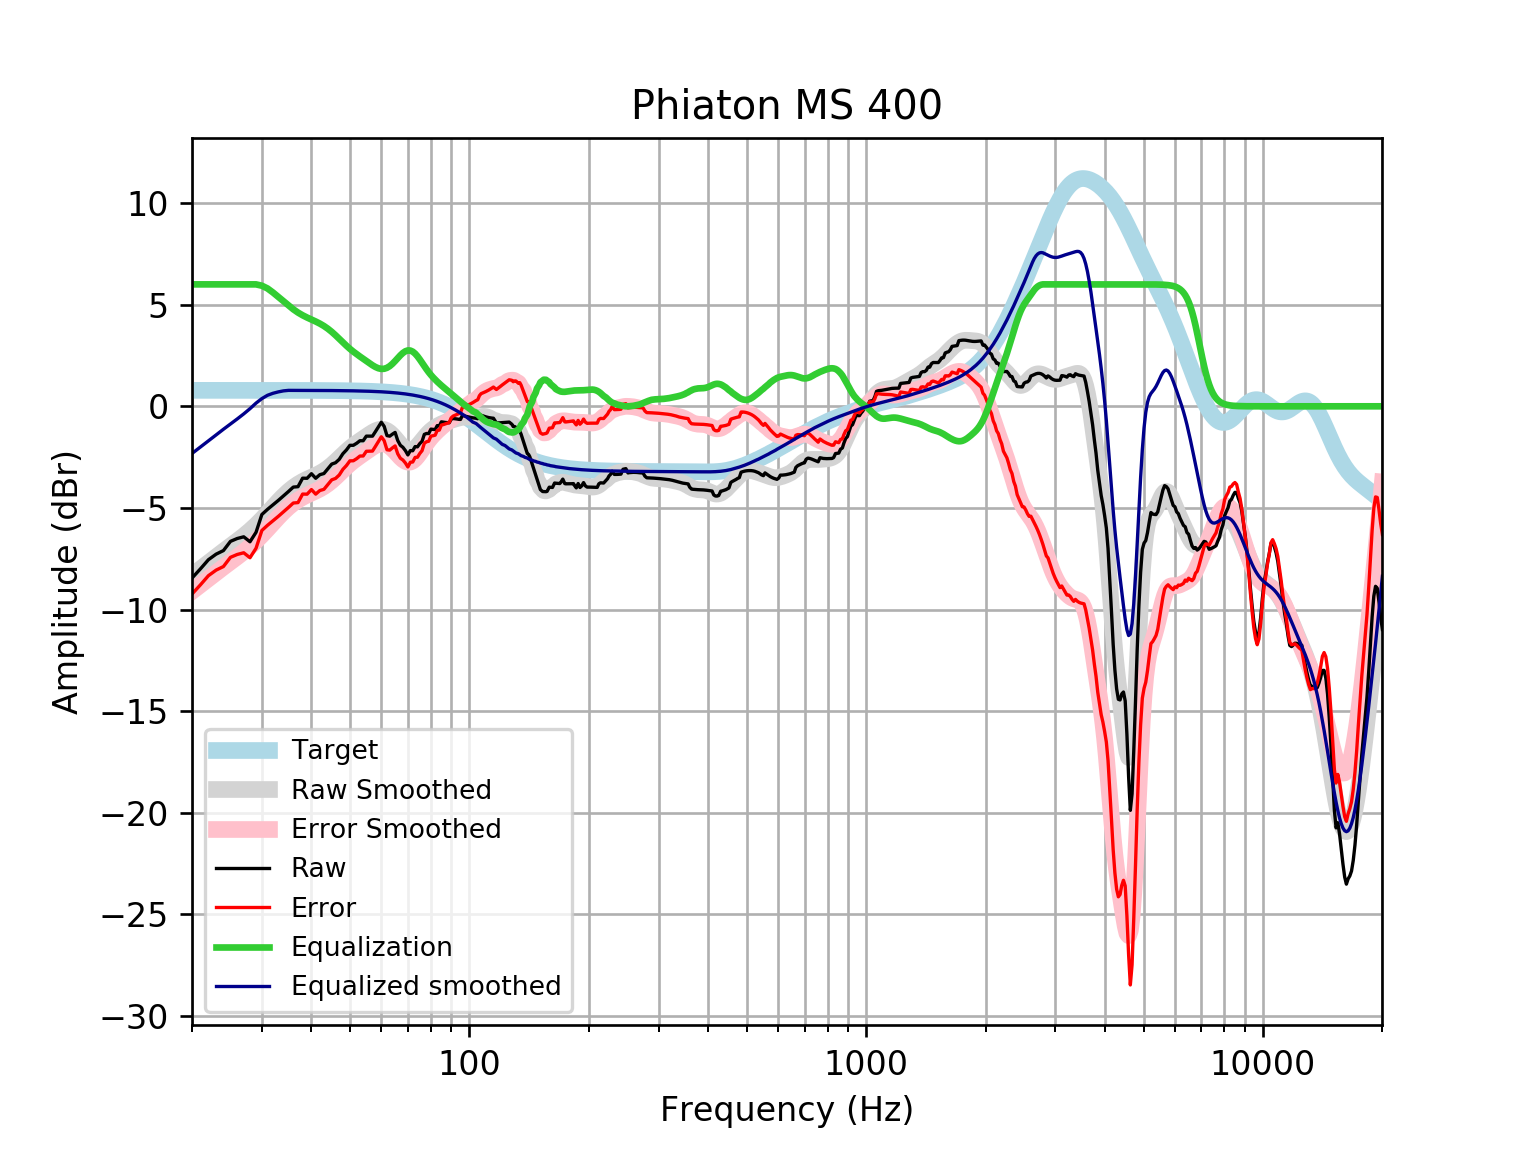 Phiaton MS 400
Amplitude (dBr)
10
5
0
−5
−10
−15
−20
−25
−30
Target
Raw Smoothed
Error Smoothed
Raw
Error
Equalization
Equalized smoothed
100
1000
10000
Frequency (Hz)